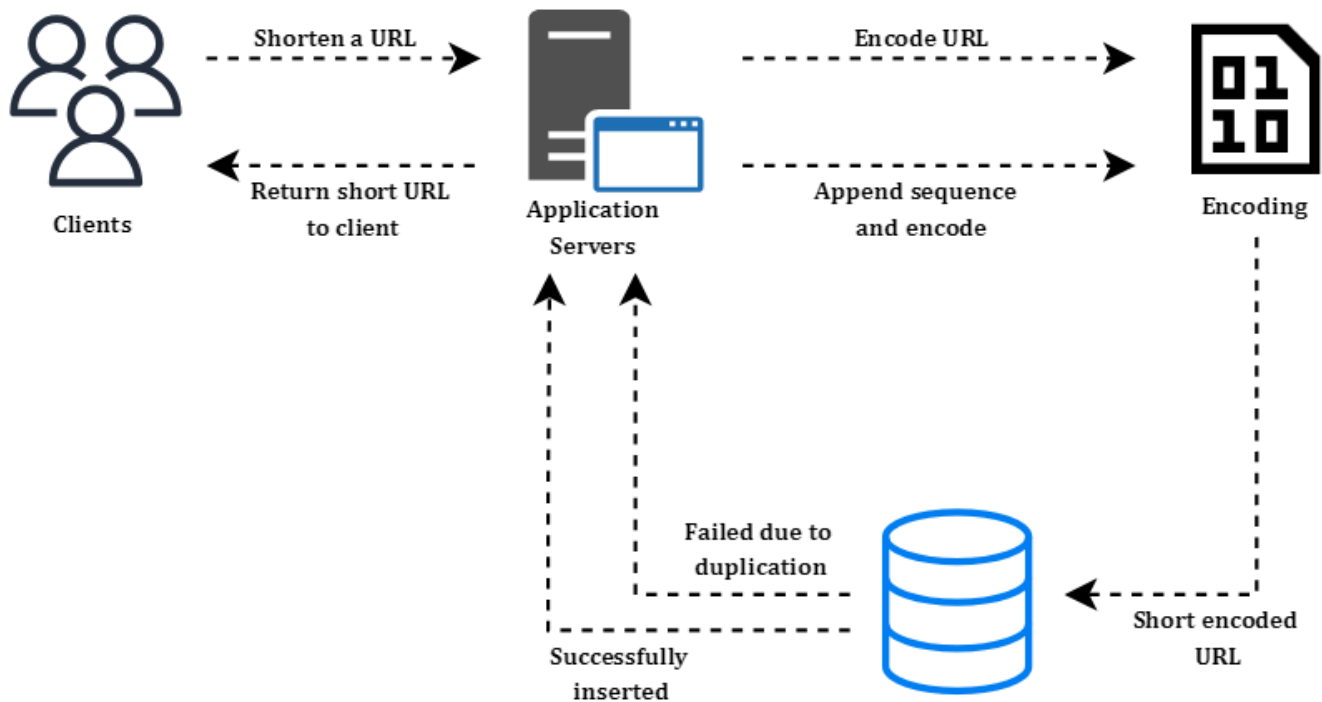 Shorten a URL
Encode URL
01
10
Return short URL
to client
Append sequence
and encode
Clients
Application
Servers
Encoding
Failed due to
duplication
Short encoded
URL
Successfully
inserted